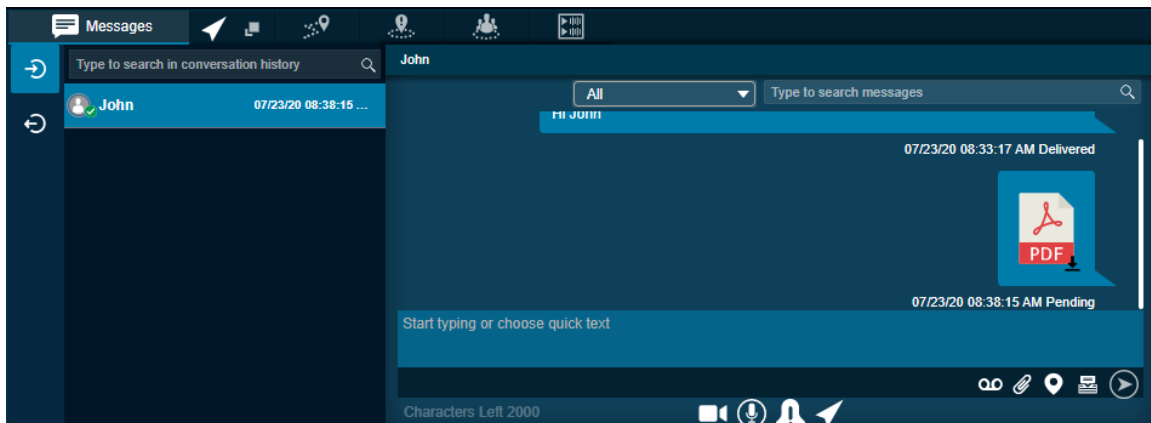 Messages
Type to search in conversation history
John
John
07/23/20 08:38:15 ...
All
Type to search messages
Hi John
07/23/20 08:33:17 AM Delivered
PDF
07/23/20 08:38:15 AM Pending
Start typing or choose quick text
Characters Left 2000